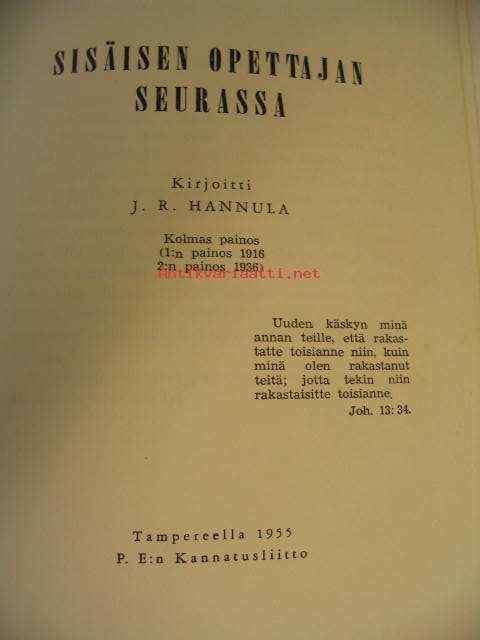 SISÄISEN OPETTAJAN
SEURASSA
Kirjoitti
J. R. HANNULA
Kolmas painos
(1:n painos 1916
2:n painos 1936)
Antikvariaatti.net
Uuden käskyn minä
annan teille, että rakas-
tatte toisianne niin, kuin
minä olen rakastanut
teitä; jotta tekin niin
rakastaisitte toisianne.
Joh. 13: 34.
Tampereella 1955
P. E:n Kannatusliitto